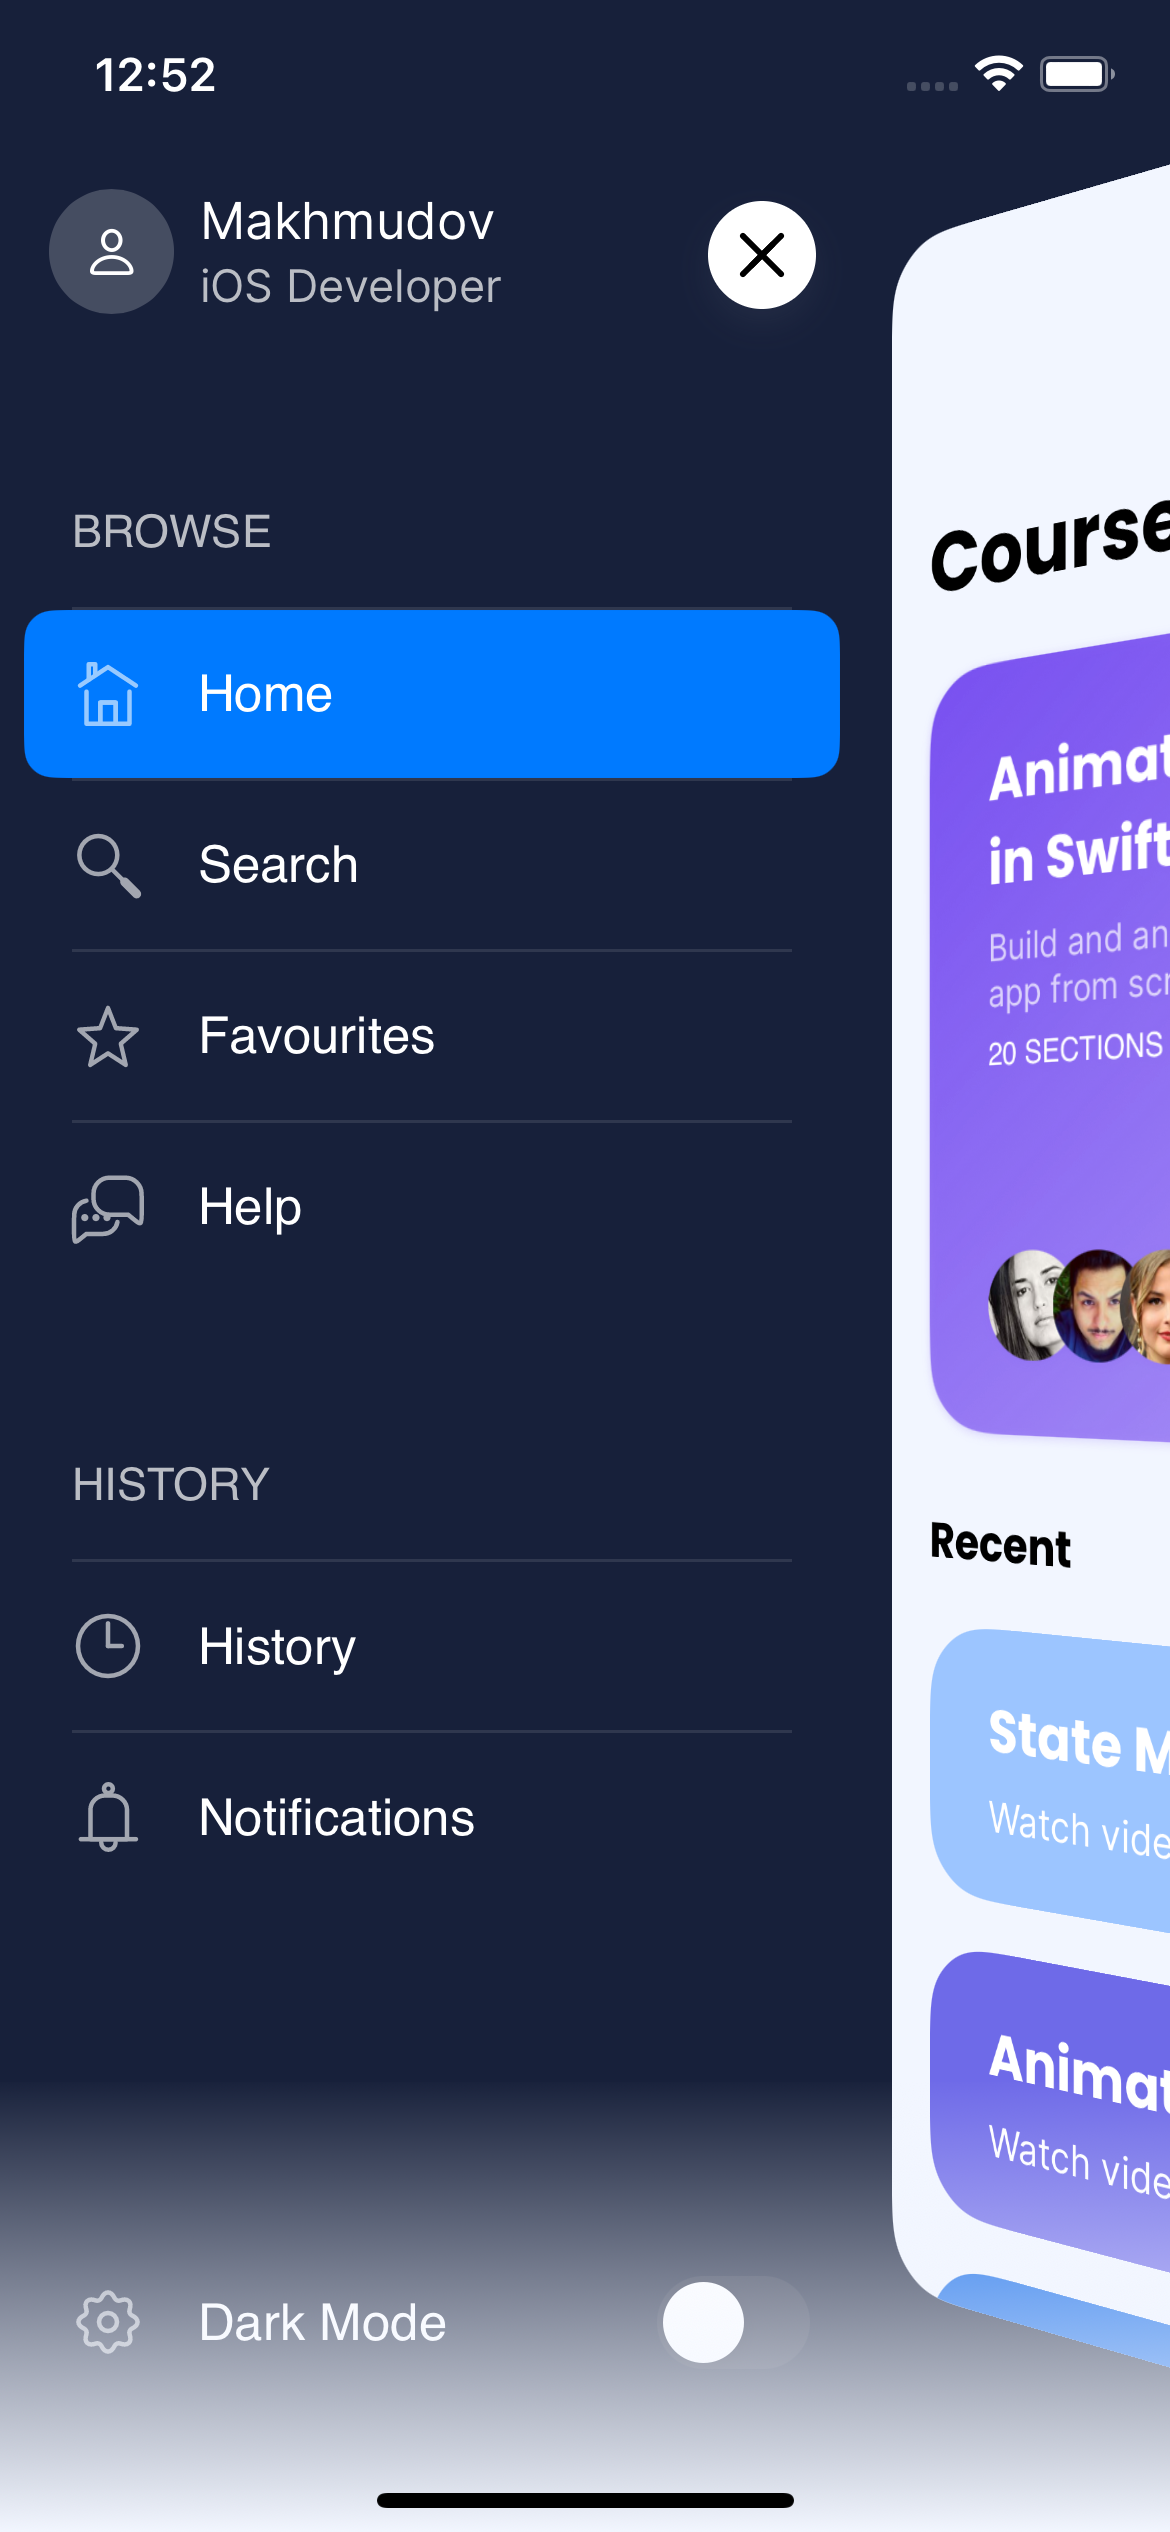 12:52
Makhmudov
iOS Developer
BROWSE
Home
Search
Favourites
Help
HISTORY
History
Notifications
Dark Mode
Course
Animat
in Swift
Build and an
app from scr
20 SECTIONS
Recent
State M
Watch vide
Animat
Watch vide